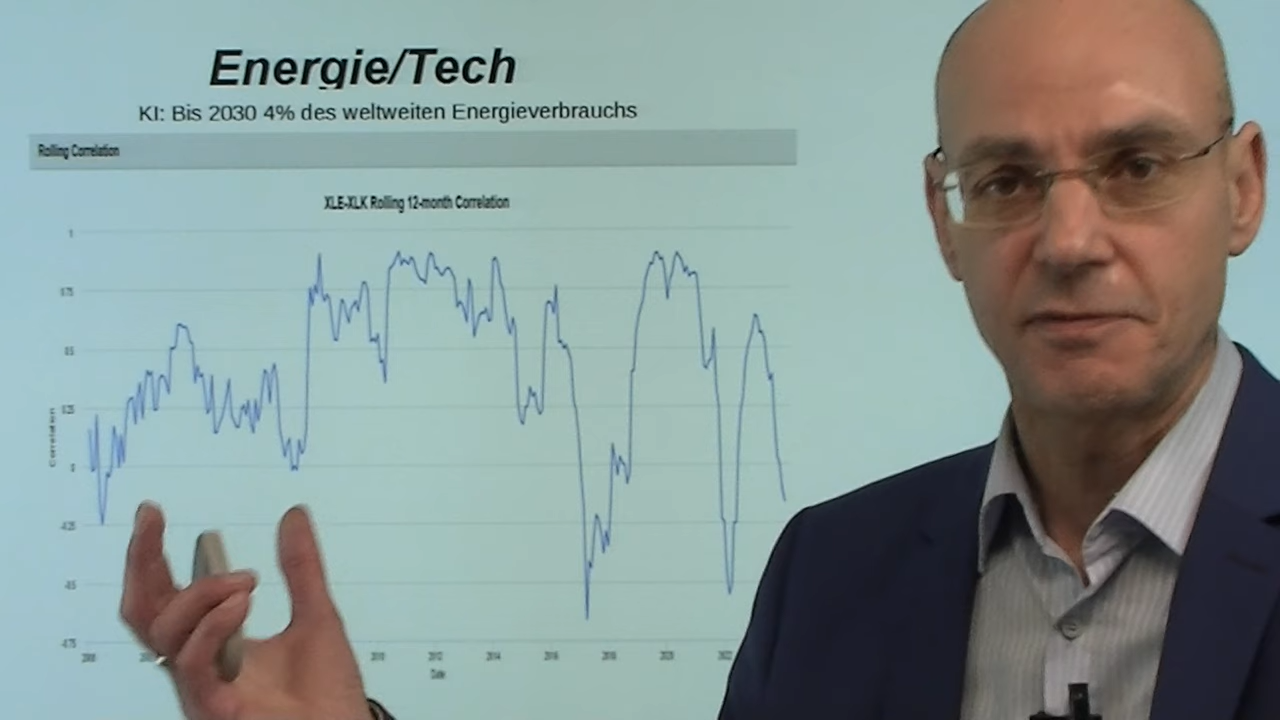 Energie/Tech
KI: Bis 2030 4% des weltweiten Energieverbrauchs
Rolling Correlation
XLE-XLK Rolling 12-month Correlation
1
0.75
0.5
0.25
0
-0.25
-0.5
-0.75
Correlation
2000
2010
2012
2014
2016
2018
2020
2022
Date